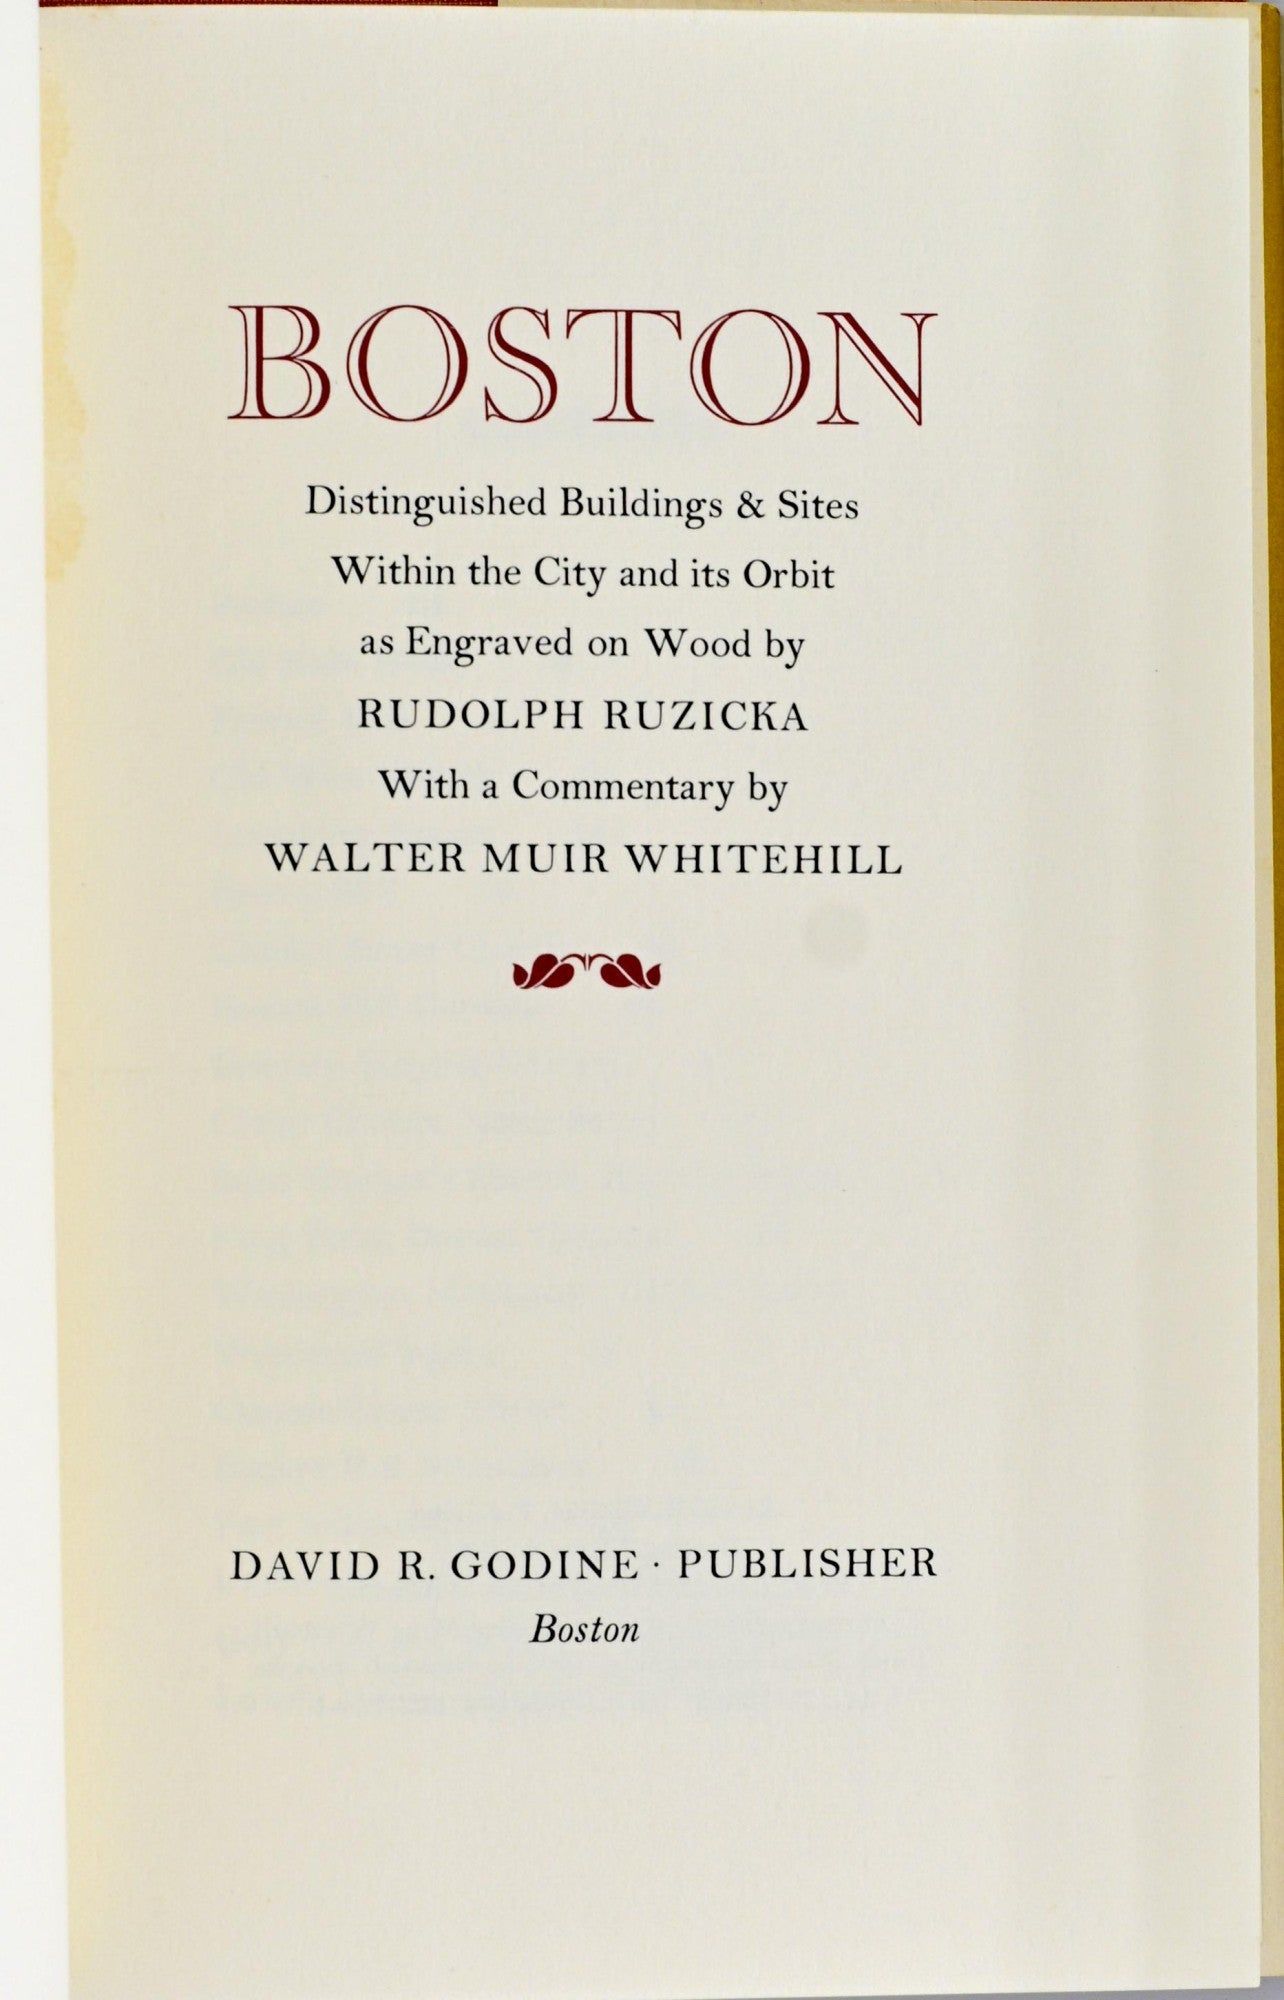 BOSTON
Distinguished Buildings & Sites
Within the City and its Orbit
as Engraved on Wood by
RUDOLPH RUZICKA
With a Commentary by
WALTER MUIR WHITEHILL
DAVID R. GODINE · PUBLISHER
Boston